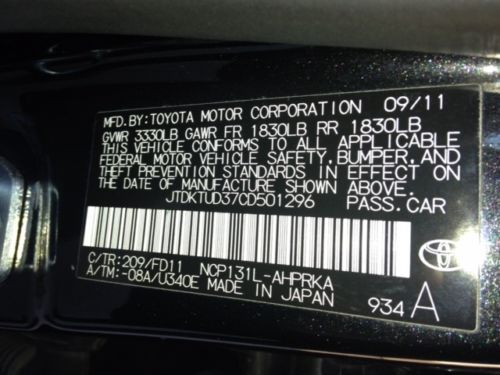 MFD.BY:TOYOTA MOTOR CORPORATION 09/11
GVWR 3330LB GAWR FR 1830LB RR 1830LB
THIS VEHICLE CONFORMS TO ALL APPLICABLE
FEDERAL MOTOR VEHICLE SAFETY, BUMPER, AND
THEFT PREVENTION STANDARDS IN EFFECT ON
THE DATE OF MANUFACTURE SHOWN ABOVE.
JTDKTUD37CD501296 PASS.CAR
C/TR:209/FD11 NCP131L-AHPRKA
A/TM:-08A/U340E MADE IN JAPAN
934 A